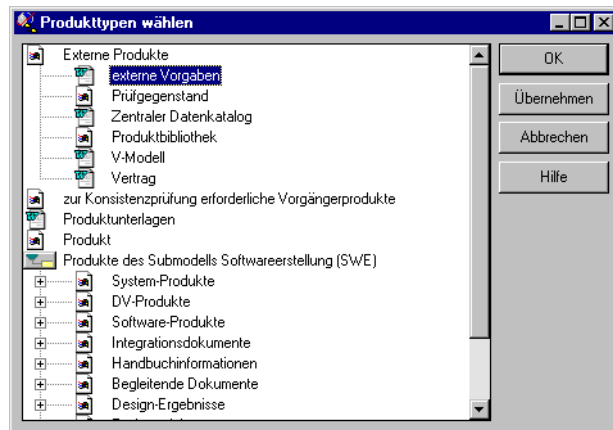 Produkttypen wählen
Externe Produkte
externe Vorgaben
Prüfgegenstand
Zentraler Datenkatalog
Produktbibliothek
V-Modell
Vertrag
zur Konsistenzprüfung erforderliche Vorgängerprodukte
Produktunterlagen
Produkt
Produkte des Submodells Softwareerstellung (SWE)
System-Produkte
DV-Produkte
Software-Produkte
Integrationsdokumente
Handbuchinformationen
Begleitende Dokumente
Design-Ergebnisse
OK
Übernehmen
Abbrechen
Hilfe